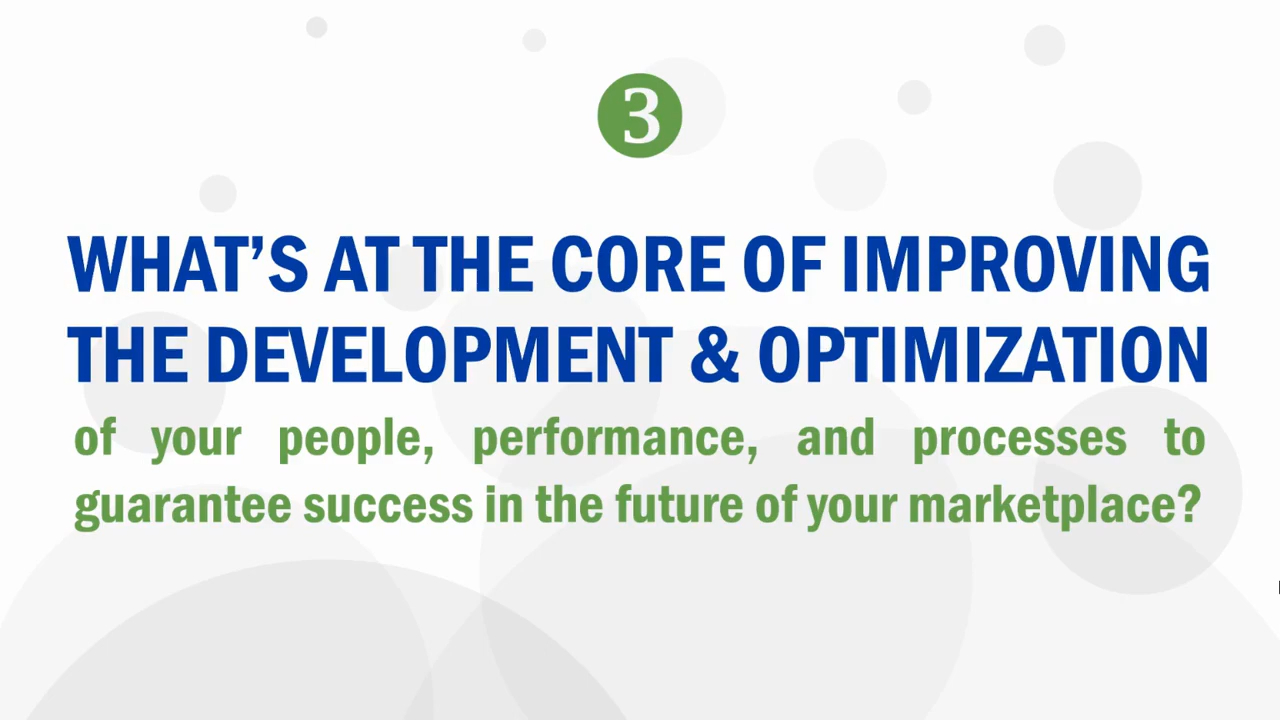 3
WHAT’S AT THE CORE OF IMPROVING
THE DEVELOPMENT & OPTIMIZATION
of your people, performance, and processes to
guarantee success in the future of your marketplace?